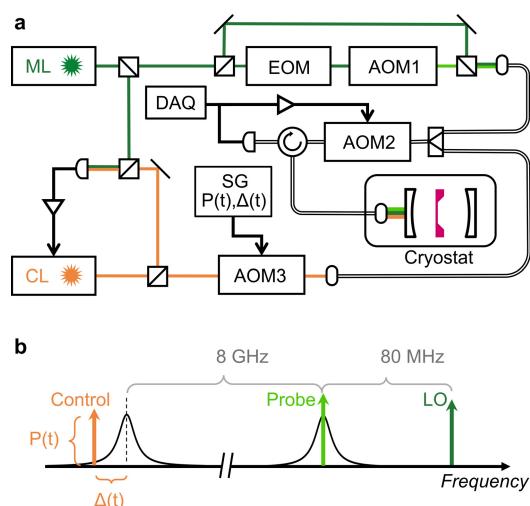 a
ML
EOM
AOM1
DAQ
AOM2
SG
P(t),Δ(t)
Cryostat
CL
AOM3
b
8 GHz
80 MHz
Control
Probe
LO
P(t)
Frequency
Δ(t)